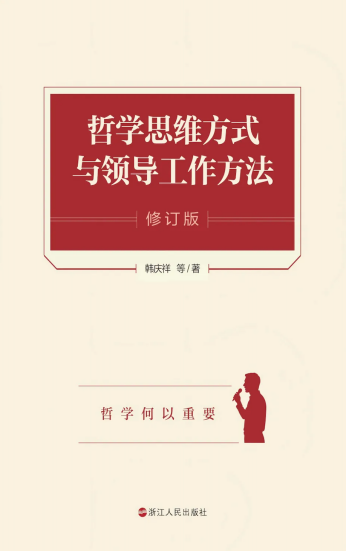 哲学思维方式
与领导工作方法
修订版
韩庆祥 等/著
哲学何以重要
浙江人民出版社